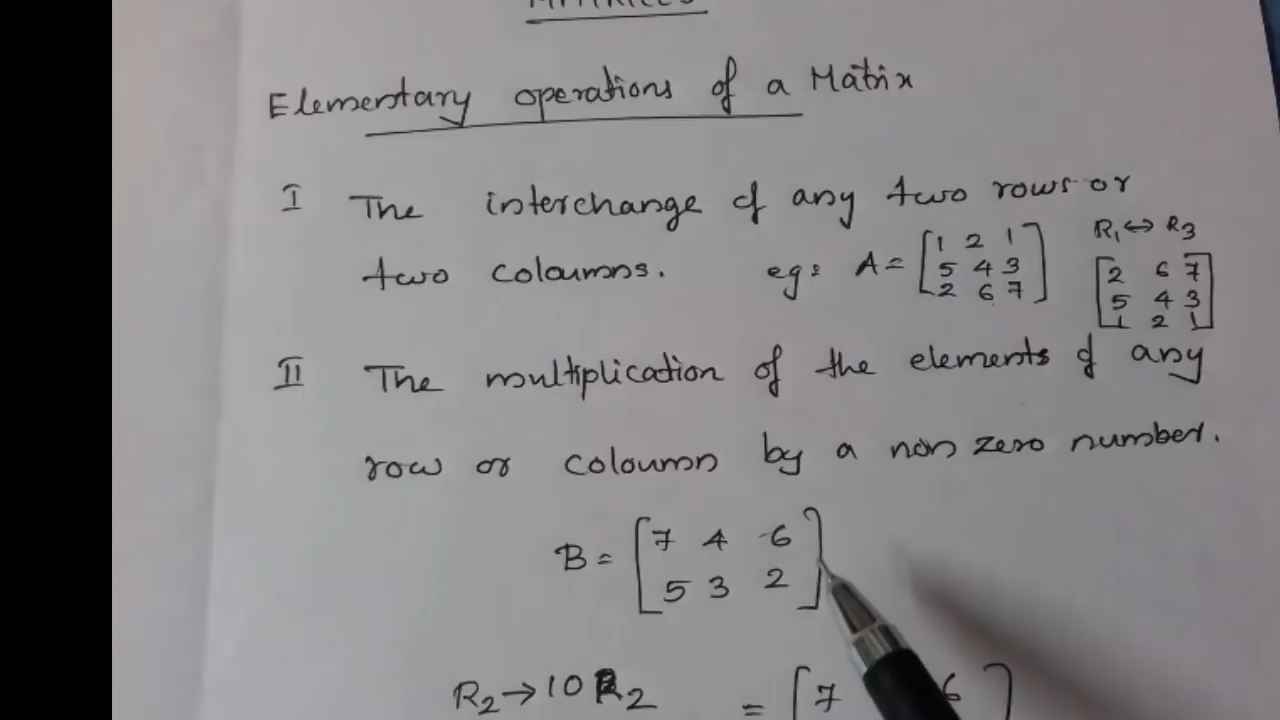 Elementary operations of a Matrix
I The interchange of any two rows or
two coloumns. eg: A = [1 2 1 R1 ↔ R3
5 4 3
2 6 7]
[2 6 7
5 4 3
1 2 1]
II The multiplication of the elements of any
row or coloumn by a non zero number.
B = [7 4 -6
5 3 2]
R2 → 10 R2 = [7 6]